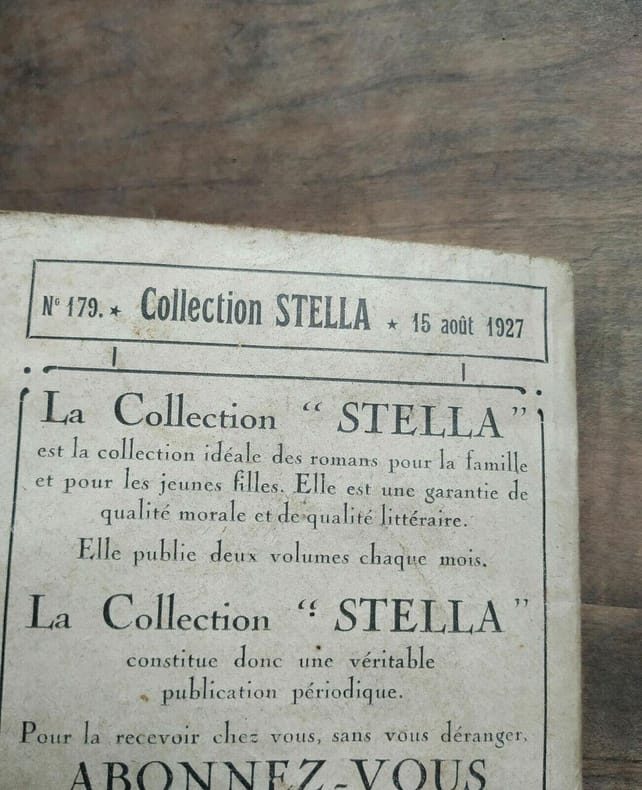 Nº 179. ★ Collection STELLA ★ 15 août 1927
La Collection “ STELLA ”
est la collection idéale des romans pour la famille
et pour les jeunes filles. Elle est une garantie de
qualité morale et de qualité littéraire.
Elle publie deux volumes chaque mois.
La Collection “ STELLA ”
constitue donc une véritable
publication périodique.
Pour la recevoir chez vous, sans vous déranger,
ABONNEZ-VOUS